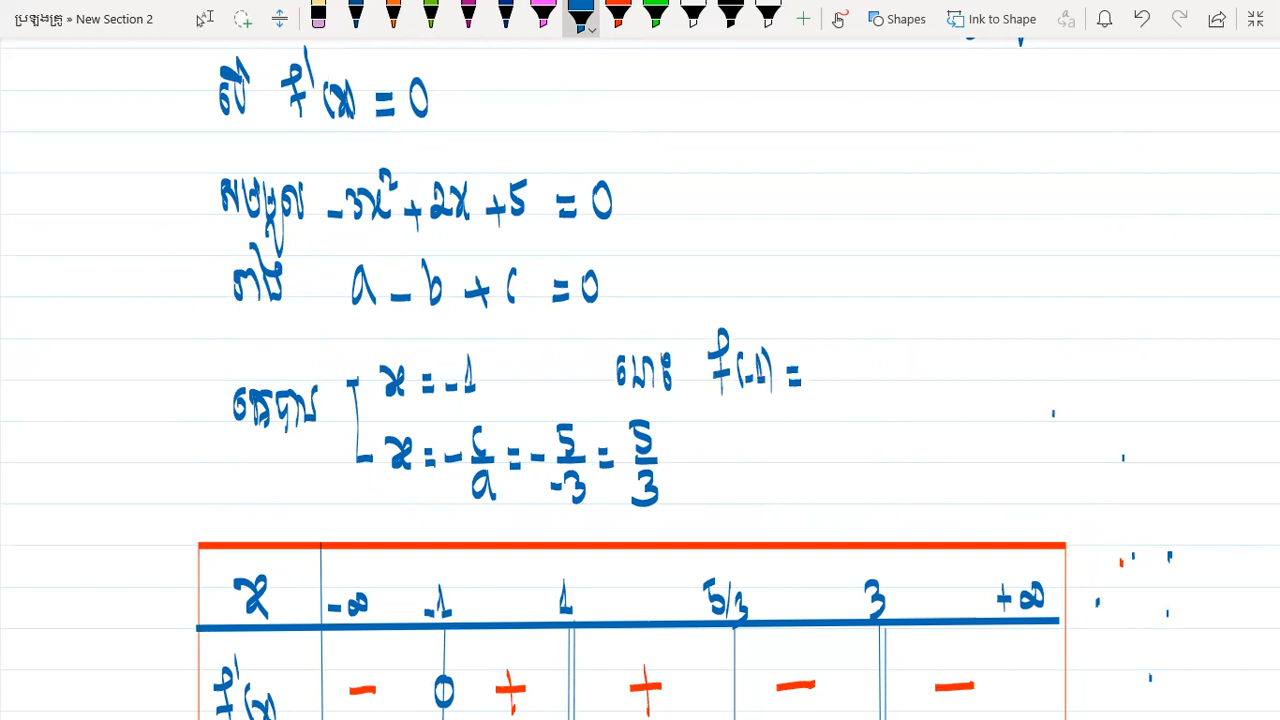 ប្រឡងគ្រូ » New Section 2
Shapes
Ink to Shape
បើ f'(x) = 0
សមមូល -3x² + 2x + 5 = 0
ដោយ a - b + c = 0
គេបាន x = -1 នោះ f(-1) =
x = -c/a = -5/-3 = 5/3
x -∞ -1 1 5/3 3 +∞
f'(x) - 0 + + - -